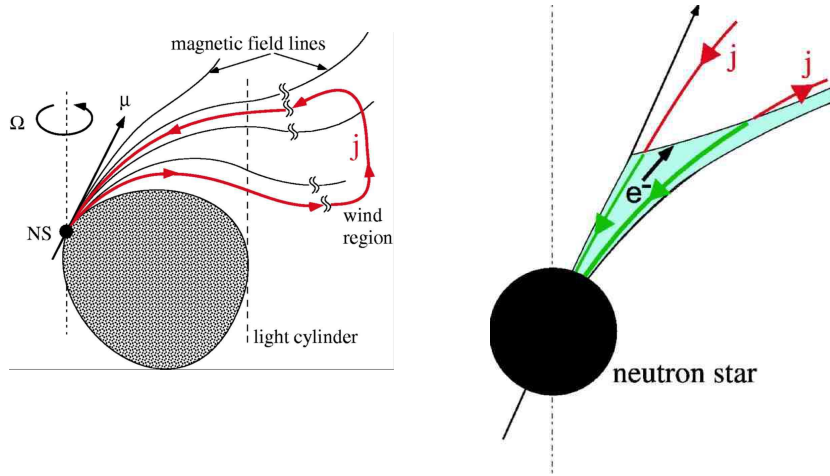 magnetic field lines
μ
Ω
j
NS
wind
region
light cylinder
j
j
e-
neutron star